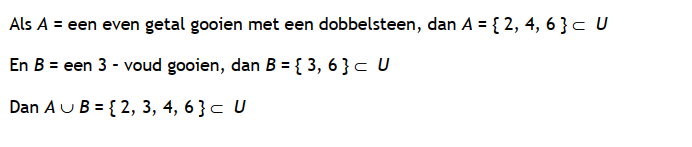 Als A = een even getal gooien met een dobbelsteen, dan A = { 2, 4, 6 } ⊂ U
En B = een 3 - voud gooien, dan B = { 3, 6 } ⊂ U
Dan A ∪ B = { 2, 3, 4, 6 } ⊂ U